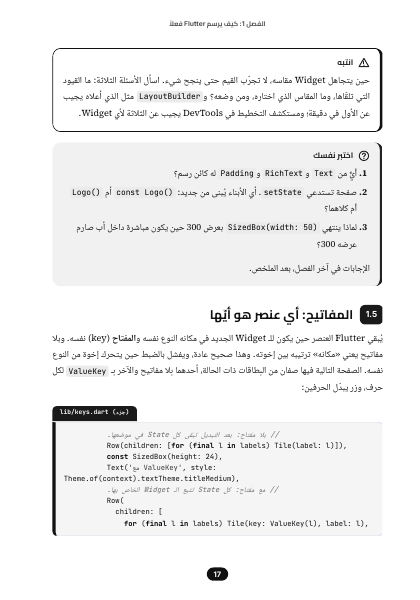 الفصل 1: كيف يرسم Flutter فعلًا
انتبه
حين يتجاهل Widget مقاسه، لا تجرّب القيم حتى ينجح شيء. اسأل الأسئلة الثلاثة: ما القيود
التي تلقّاها، وما المقاس الذي اختاره، ومن وضعه؟ و LayoutBuilder مثل الذي أعلاه يجيب
عن الأول في دقيقة؛ ومستكشف التخطيط في DevTools يجيب عن الثلاثة لأي Widget.
اختبر نفسك
1. أيٌّ من Text و RichText و Padding له كائن رسم؟
2. صفحة تستدعي setState. أي الأبناء يُبنى من جديد: const Logo() أم Logo()
أم كلاهما؟
3. لماذا ينتهي SizedBox(width: 50) بعرض 300 حين يكون مباشرة داخل أب صارم
عرضه 300؟
الإجابات في آخر الفصل، بعد الملخص.
1.5 المفاتيح: أي عنصر هو أيّها
يُبقي Flutter العنصر حين يكون للـ Widget الجديد في مكانه النوع نفسه والمفتاح (key) نفسه. وبلا
مفاتيح يعني «مكانه» ترتيبه بين إخوته. وهذا صحيح عادة، ويفشل بالضبط حين يتحرك إخوة من النوع
نفسه. الصفحة التالية فيها صفان من البطاقات ذات الحالة، أحدهما بلا مفاتيح والآخر بـ ValueKey لكل
حرف، وزر يبدّل الحرفين:
lib/keys.dart (جزء)
// بلا مفتاح: بعد التبديل تبقى كل State في موضعها.
Row(children: [for (final l in labels) Tile(label: l)]),
const SizedBox(height: 24),
Text('مع ValueKey', style:
Theme.of(context).textTheme.titleMedium),
// مع مفتاح: كل State تتبع الـ Widget الخاص بها.
Row(
children: [
for (final l in labels) Tile(key: ValueKey(l), label: l),
17